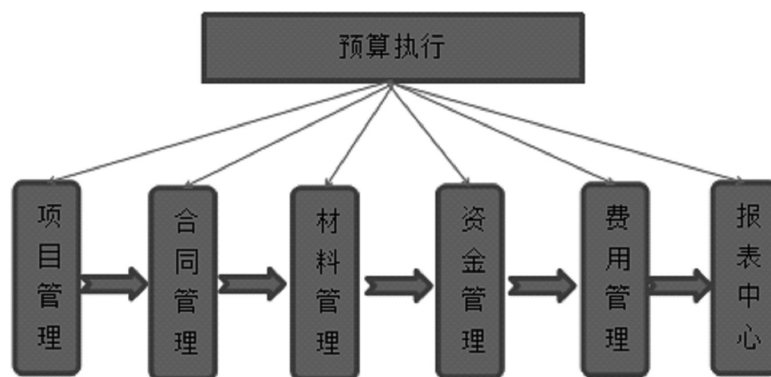 预算执行
项目管理
合同管理
材料管理
资金管理
费用管理
报表中心